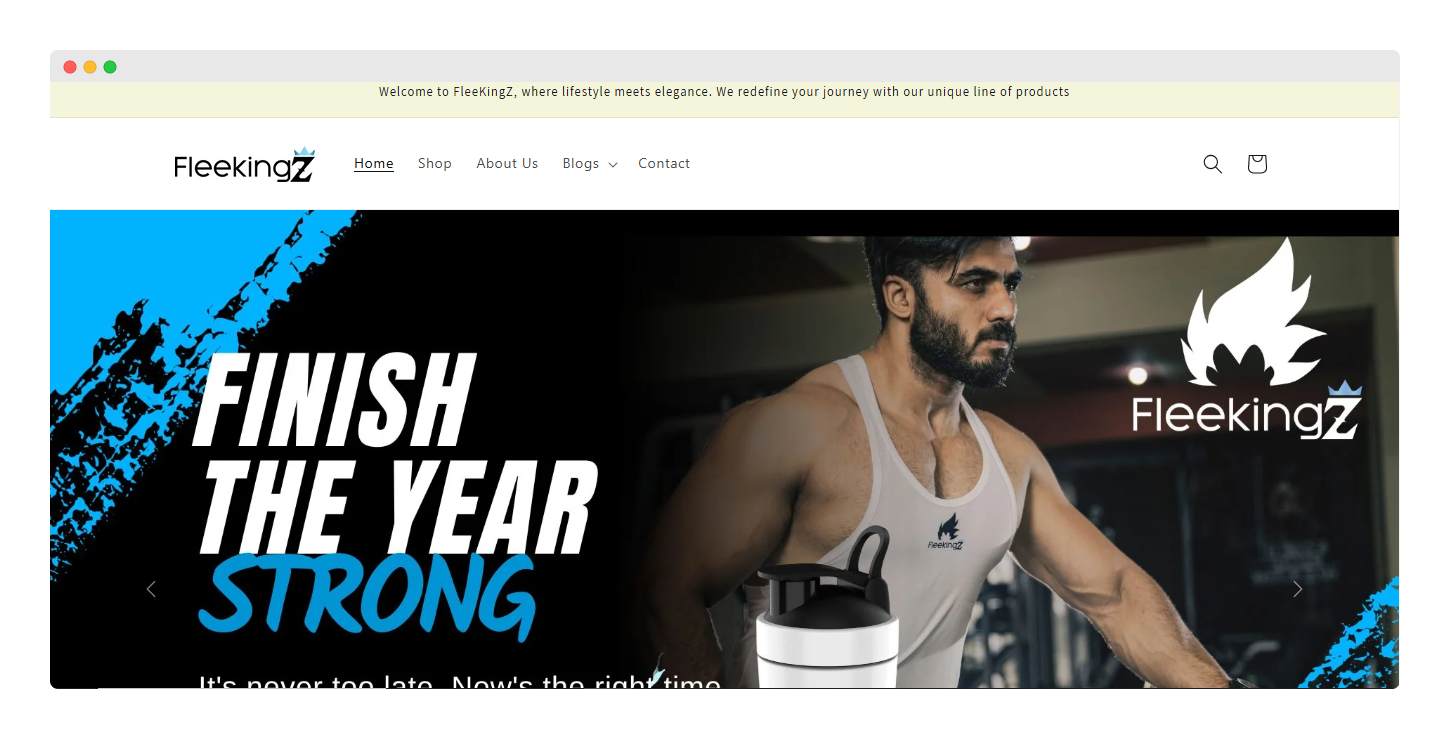 Welcome to FleeKingZ, where lifestyle meets elegance. We redefine your journey with our unique line of products
FleekingZ
Home Shop About Us Blogs Contact
FINISH
THE YEAR
STRONG
FleekingZ
FleekingZ
It's never too late. Now's the right time